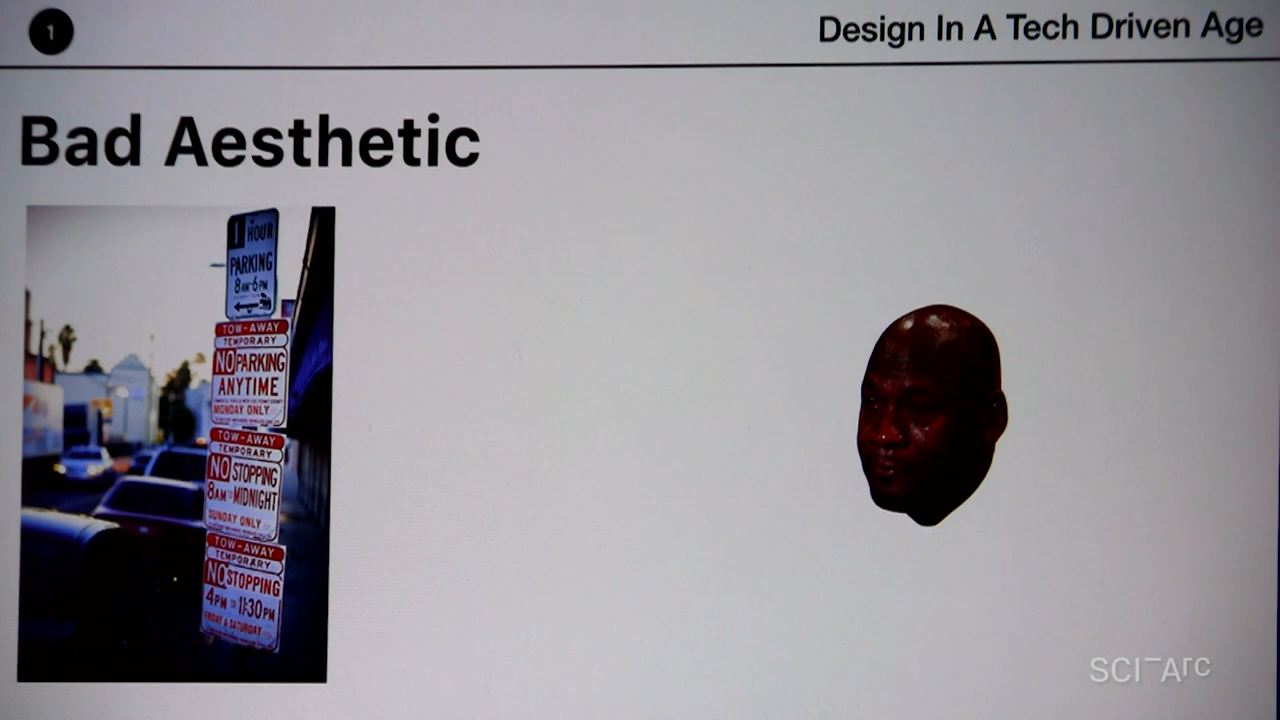 1
Design In A Tech Driven Age
Bad Aesthetic
1 HOUR
PARKING
8AM-6PM
TOW-AWAY
TEMPORARY
NO PARKING
ANYTIME
MONDAY ONLY
TOW-AWAY
TEMPORARY
NO STOPPING
8AM TO MIDNIGHT
SUNDAY ONLY
TOW-AWAY
TEMPORARY
NO STOPPING
4PM TO 11:30PM
FRIDAY & SATURDAY
SCI-Arc